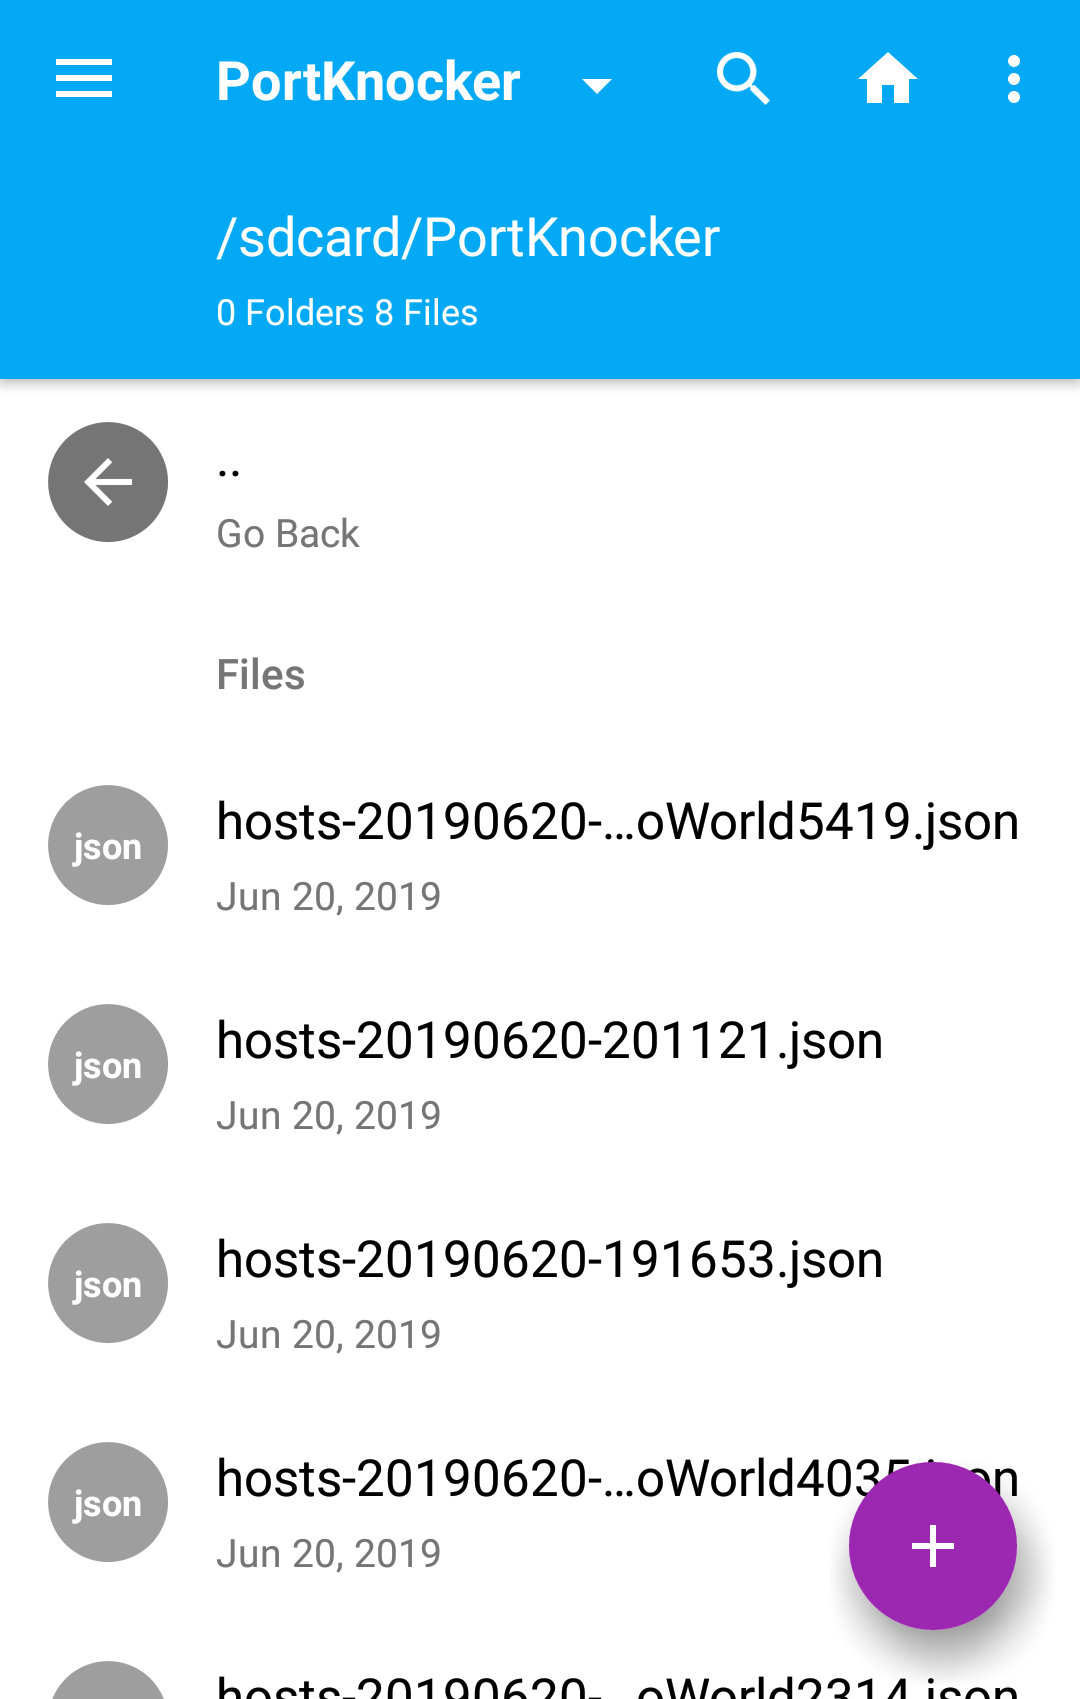 PortKnocker
/sdcard/PortKnocker
0 Folders 8 Files
..
Go Back
Files
json
hosts-20190620-...oWorld5419.json
Jun 20, 2019
json
hosts-20190620-201121.json
Jun 20, 2019
json
hosts-20190620-191653.json
Jun 20, 2019
json
hosts-20190620-...oWorld4035.json
Jun 20, 2019
hosts-20190620-...oWorld2314.json